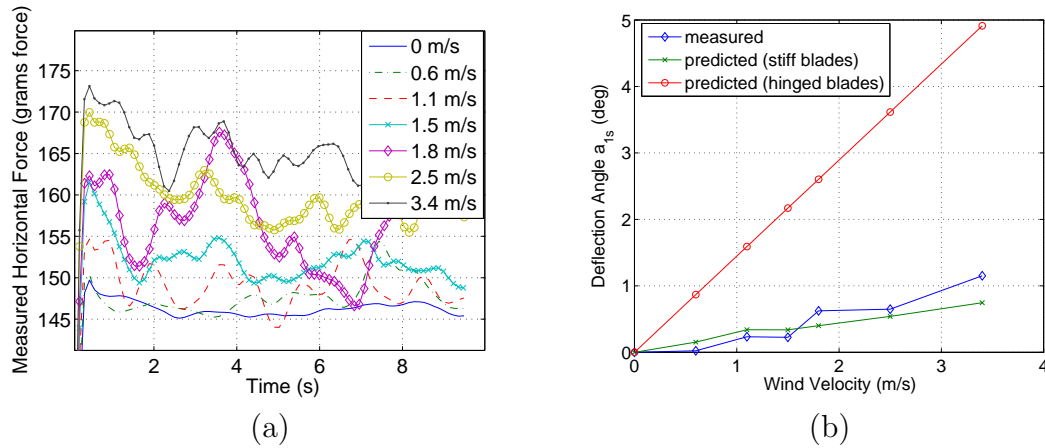 Measured Horizontal Force (grams force)
175
170
165
160
155
150
145
2
4
6
8
Time (s)
0 m/s
0.6 m/s
1.1 m/s
1.5 m/s
1.8 m/s
2.5 m/s
3.4 m/s
(a)
Deflection Angle a1s (deg)
5
4
3
2
1
0
0
1
2
3
4
Wind Velocity (m/s)
measured
predicted (stiff blades)
predicted (hinged blades)
(b)